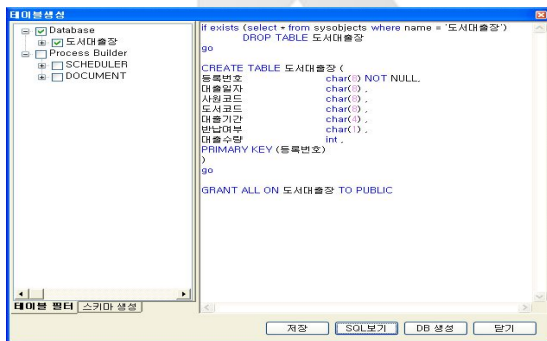 테이블생성
Database
도서대출장
Process Builder
SCHEDULER
DOCUMENT
테이블 필터 스키마 생성
if exists (select * from sysobjects where name = '도서대출장')
DROP TABLE 도서대출장
go
CREATE TABLE 도서대출장 (
등록번호 char(8) NOT NULL,
대출일자 char(8) ,
사원코드 char(8) ,
도서코드 char(8) ,
대출기간 char(4) ,
반납여부 char(1) ,
대출수량 int ,
PRIMARY KEY (등록번호)
)
go
GRANT ALL ON 도서대출장 TO PUBLIC
저장 SQL보기 DB 생성 닫기